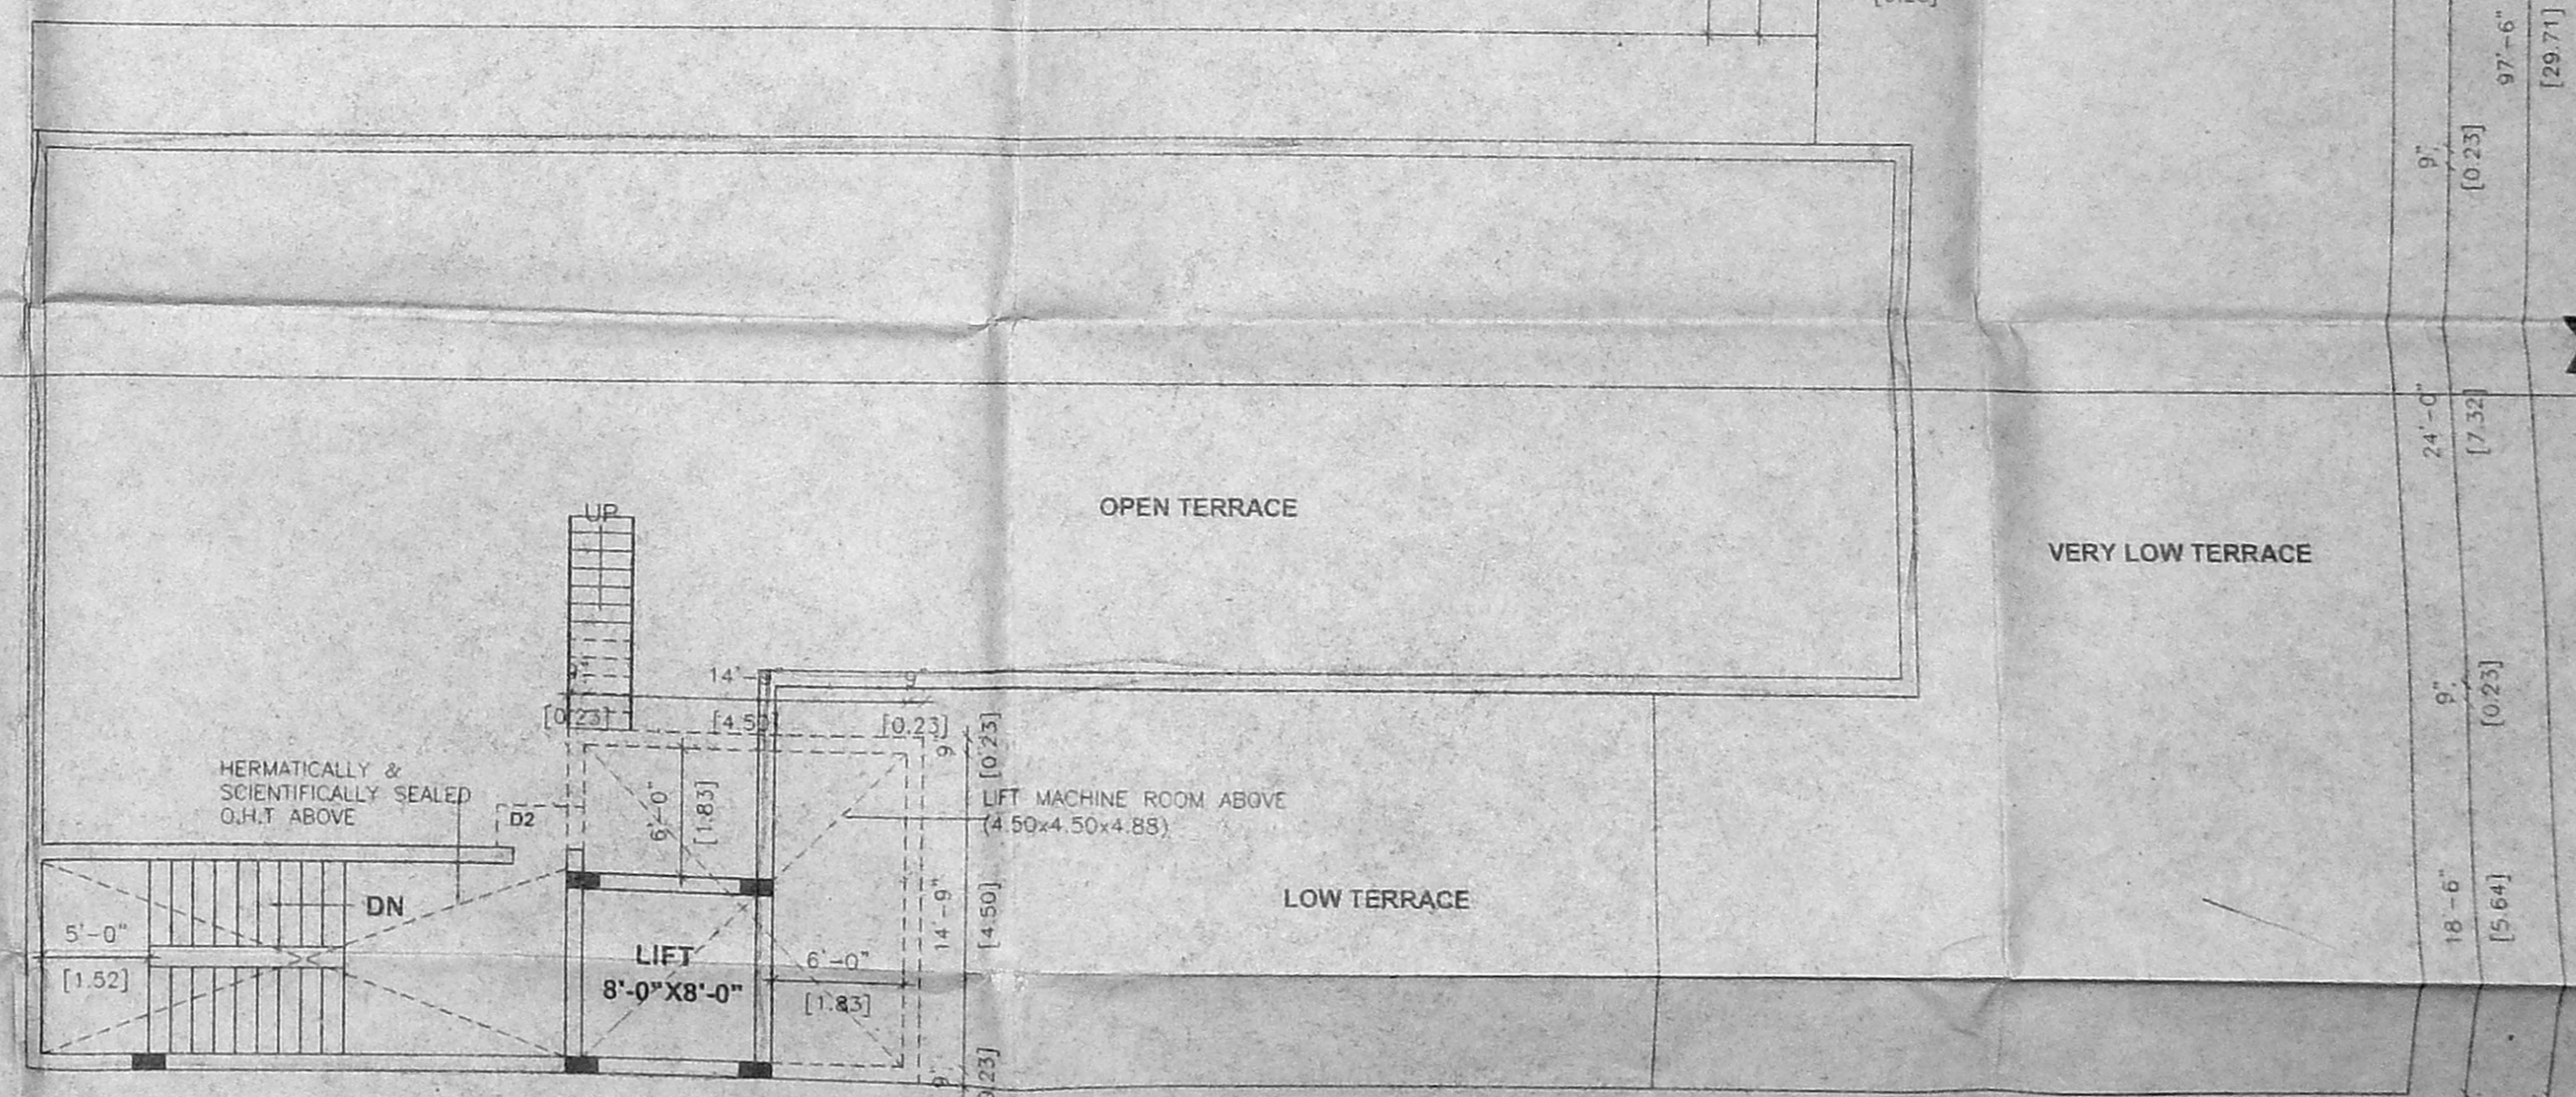 97'-6"
[29.71]
9"
[0.23]
24'-0"
[7.32]
UP
OPEN TERRACE
VERY LOW TERRACE
14'-9"
9"
[0.23]
[4.50]
[0.23]
9"
[0.23]
9"
[0.23]
HERMATICALLY &
SCIENTIFICALLY SEALED
O.H.T ABOVE
D2
6'-0"
[1.83]
LIFT MACHINE ROOM ABOVE
(4.50x4.50x4.88)
LOW TERRACE
14'-9"
[4.50]
18'-6"
[5.64]
DN
5'-0"
[1.52]
LIFT
8'-0"X8'-0"
6'-0"
[1.83]
9"